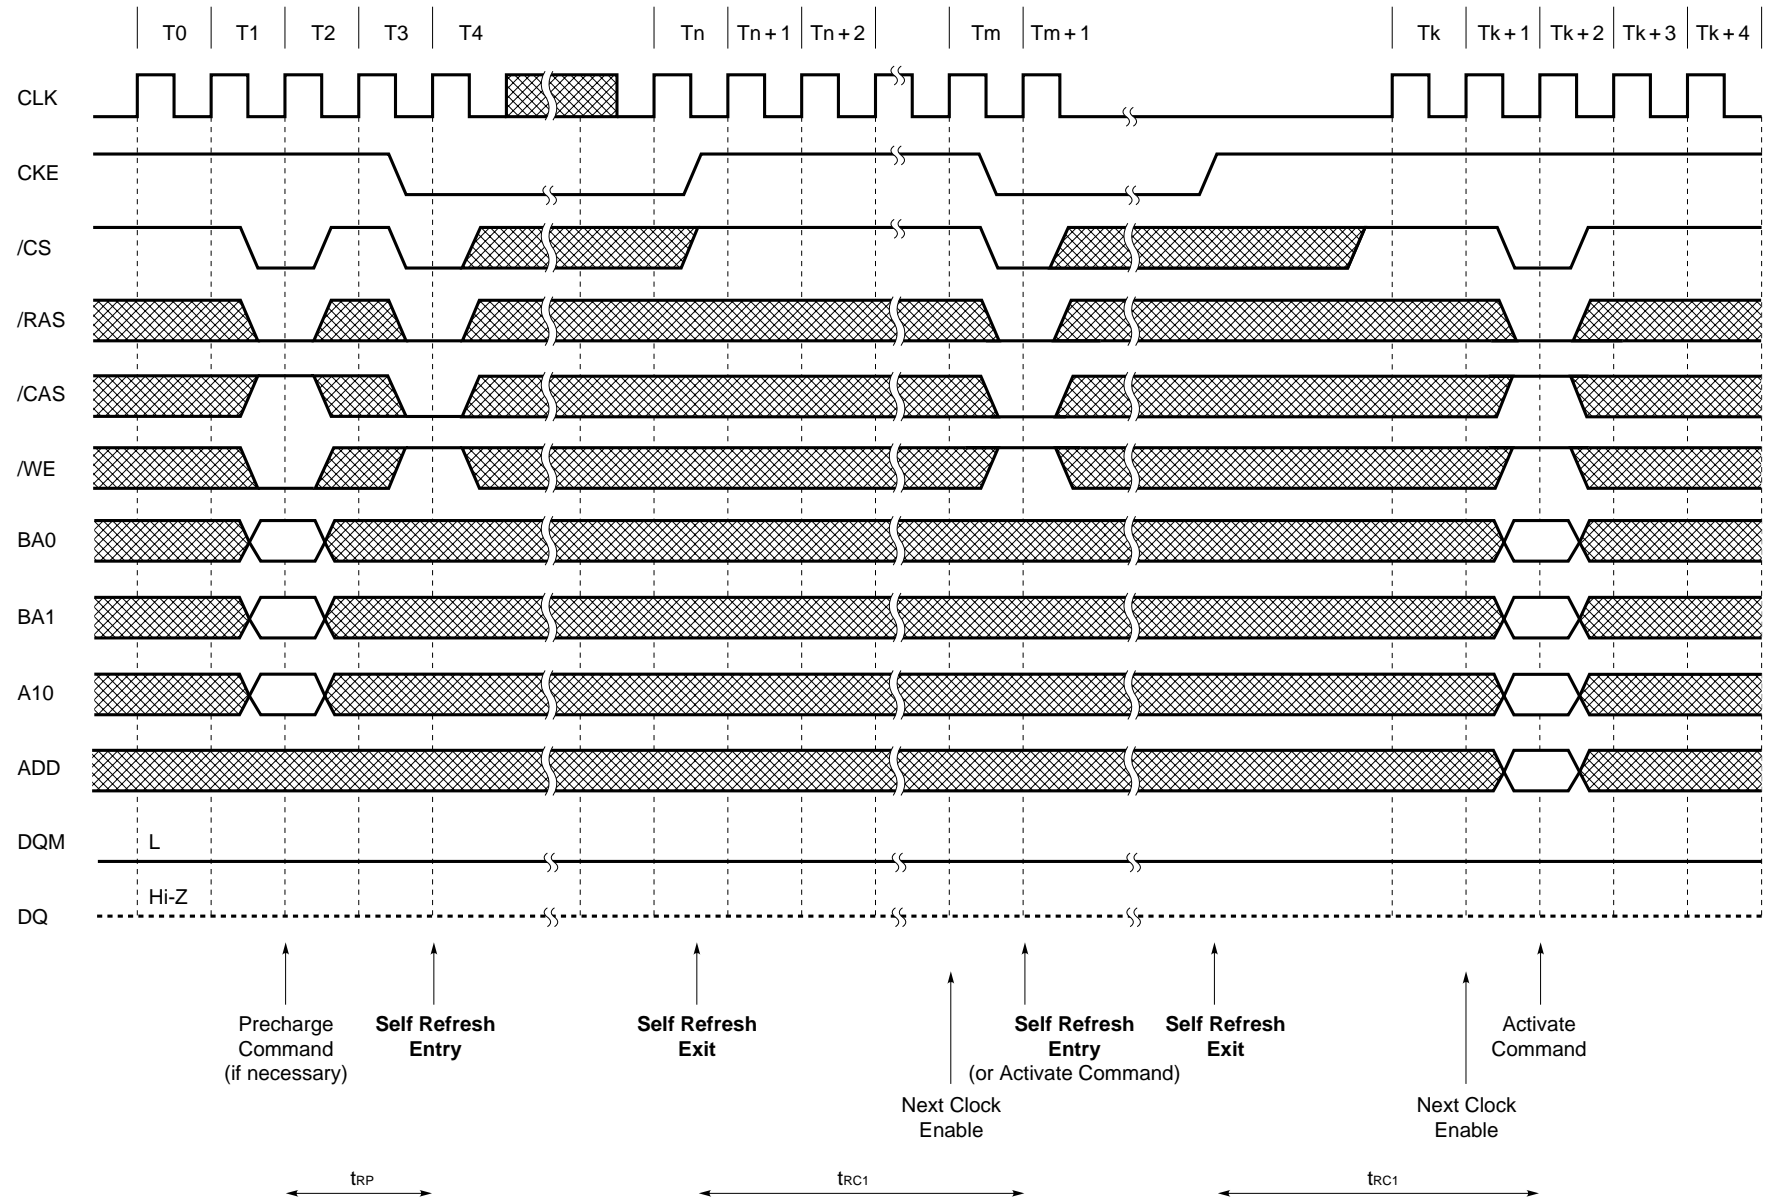 T0 T1 T2 T3 T4 Tn Tn + 1 Tn + 2 Tm Tm + 1 Tk Tk + 1 Tk + 2 Tk + 3 Tk + 4
CLK
CKE
/CS
/RAS
/CAS
/WE
BA0
BA1
A10
ADD
DQM L
Hi-Z
DQ
Precharge
Command
(if necessary)
Self Refresh
Entry
Self Refresh
Exit
Next Clock
Enable
Self Refresh
Entry
(or Activate Command)
Self Refresh
Exit
Next Clock
Enable
Activate
Command
tRP tRC1 tRC1